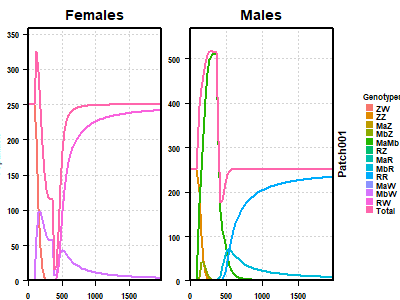 Females
Males
350
300
250
200
150
100
50
0
0
500
1000
1500
500
400
300
200
100
0
0
500
1000
1500
Patch001
Genotype
ZW
ZZ
MaZ
MbZ
MaMb
RZ
MaR
MbR
RR
MaW
MbW
RW
Total